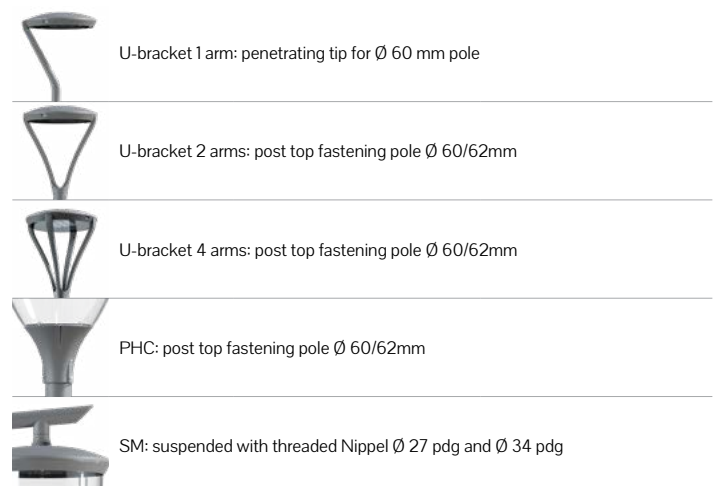 U-bracket 1 arm: penetrating tip for Ø 60 mm pole
U-bracket 2 arms: post top fastening pole Ø 60/62mm
U-bracket 4 arms: post top fastening pole Ø 60/62mm
PHC: post top fastening pole Ø 60/62mm
SM: suspended with threaded Nippel Ø 27 pdg and Ø 34 pdg